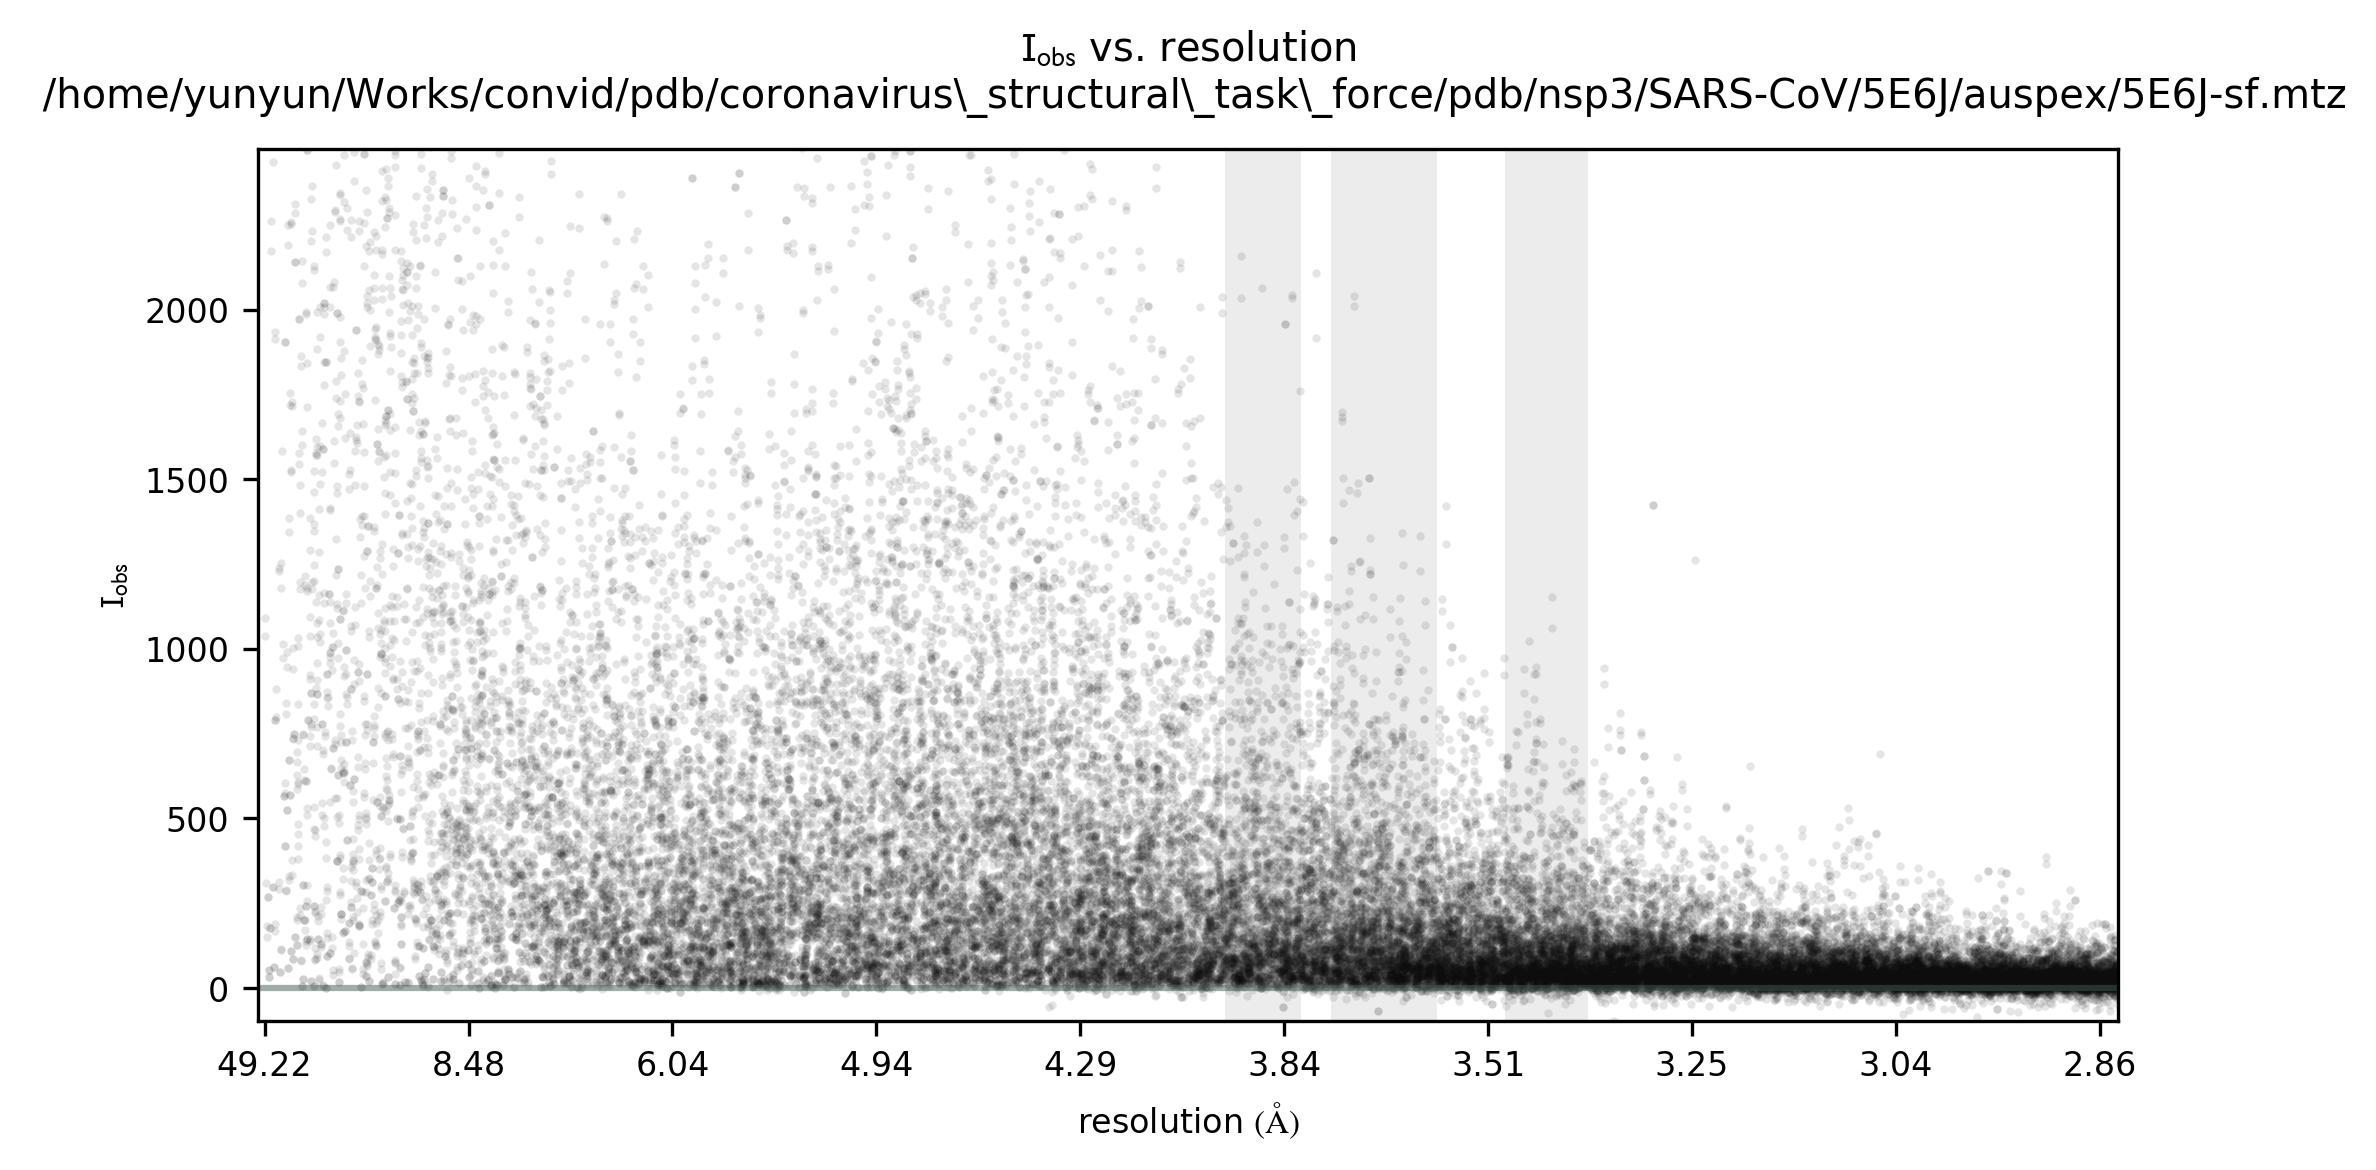 I_obs vs. resolution
/home/yunyun/Works/convid/pdb/coronavirus\_structural\_task\_force/pdb/nsp3/SARS-CoV/5E6J/auspex/5E6J-sf.mtz
2000
1500
1000
500
0
I_obs
49.22 8.48 6.04 4.94 4.29 3.84 3.51 3.25 3.04 2.86
resolution (Å)